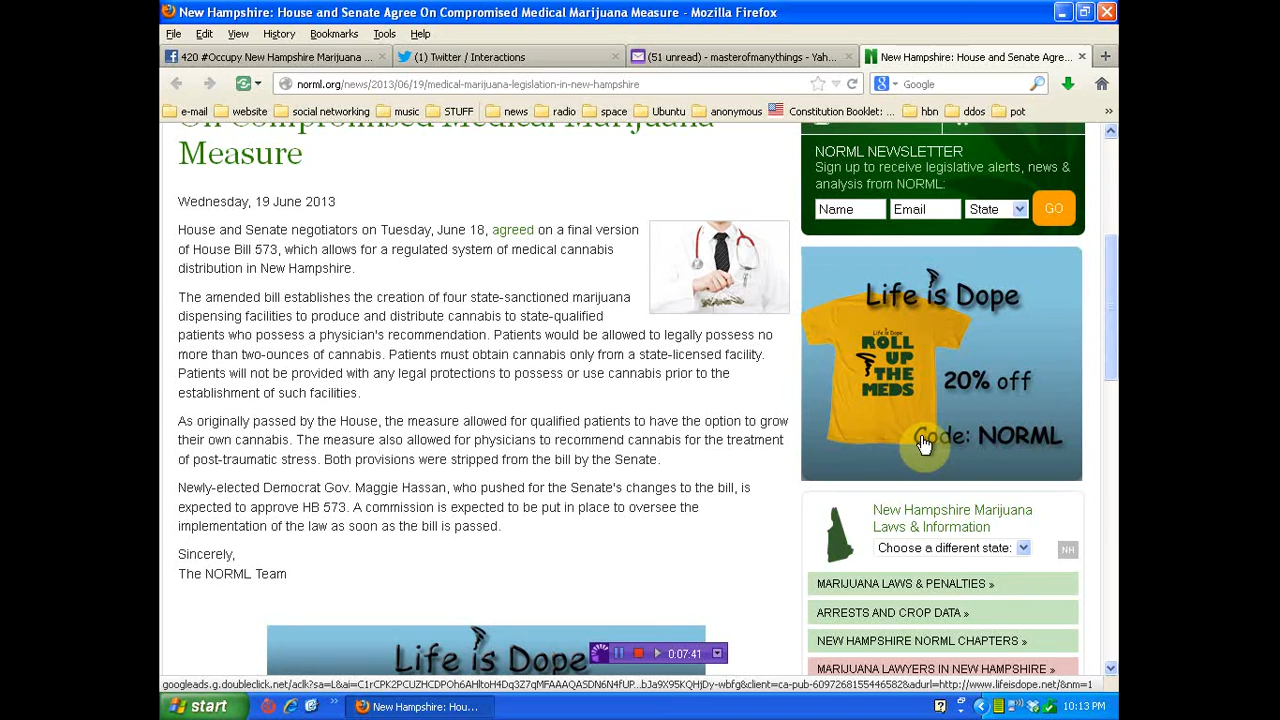 New Hampshire: House and Senate Agree On Compromised Medical Marijuana Measure - Mozilla Firefox
File Edit View History Bookmarks Tools Help
420 #Occupy New Hampshire Marijuana ...
(1) Twitter / Interactions
(51 unread) - masterofmanythings - Yah...
New Hampshire: House and Senate Agre...
norml.org/news/2013/06/19/medical-marijuana-legislation-in-new-hampshire
Google
e-mail website social networking music STUFF news radio space Ubuntu anonymous Constitution Booklet: ... hbn ddos pot
On Compromised Medical Marijuana
Measure
Wednesday, 19 June 2013
House and Senate negotiators on Tuesday, June 18, agreed on a final version
of House Bill 573, which allows for a regulated system of medical cannabis
distribution in New Hampshire.
The amended bill establishes the creation of four state-sanctioned marijuana
dispensing facilities to produce and distribute cannabis to state-qualified
patients who possess a physician's recommendation. Patients would be allowed to legally possess no
more than two-ounces of cannabis. Patients must obtain cannabis only from a state-licensed facility.
Patients will not be provided with any legal protections to possess or use cannabis prior to the
establishment of such facilities.
As originally passed by the House, the measure allowed for qualified patients to have the option to grow
their own cannabis. The measure also allowed for physicians to recommend cannabis for the treatment
of post-traumatic stress. Both provisions were stripped from the bill by the Senate.
Newly-elected Democrat Gov. Maggie Hassan, who pushed for the Senate's changes to the bill, is
expected to approve HB 573. A commission is expected to be put in place to oversee the
implementation of the law as soon as the bill is passed.
Sincerely,
The NORML Team
Life is Dope
0:07:41
NORML NEWSLETTER
Sign up to receive legislative alerts, news &
analysis from NORML:
Name Email State GO
Life is Dope
Life is Dope
ROLL
UP
THE
MEDS
20% off
Code: NORML
New Hampshire Marijuana
Laws & Information
Choose a different state:
NH
MARIJUANA LAWS & PENALTIES »
ARRESTS AND CROP DATA »
NEW HAMPSHIRE NORML CHAPTERS »
MARIJUANA LAWYERS IN NEW HAMPSHIRE »
start
New Hampshire: Hou...
10:13 PM